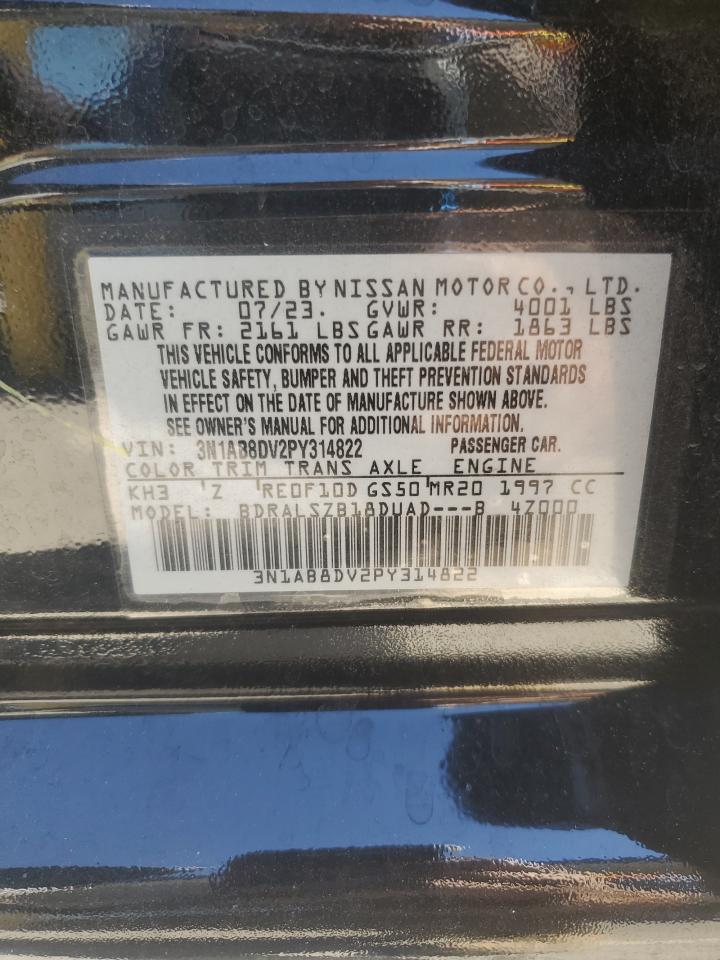 MANUFACTURED BY NISSAN MOTOR CO., LTD.
DATE: 07/23. GVWR: 4001 LBS
GAWR FR: 2161 LBS GAWR RR: 1863 LBS
THIS VEHICLE CONFORMS TO ALL APPLICABLE FEDERAL MOTOR
VEHICLE SAFETY, BUMPER AND THEFT PREVENTION STANDARDS
IN EFFECT ON THE DATE OF MANUFACTURE SHOWN ABOVE.
SEE OWNER'S MANUAL FOR ADDITIONAL INFORMATION.
VIN: 3N1AB8DV2PY314822 PASSENGER CAR.
COLOR TRIM TRANS AXLE ENGINE
KH3 'Z RE0F10D GS50'MR20 1997 CC
MODEL: BDRALSZB18DUAD---B 4Z000
3N1AB8DV2PY314822